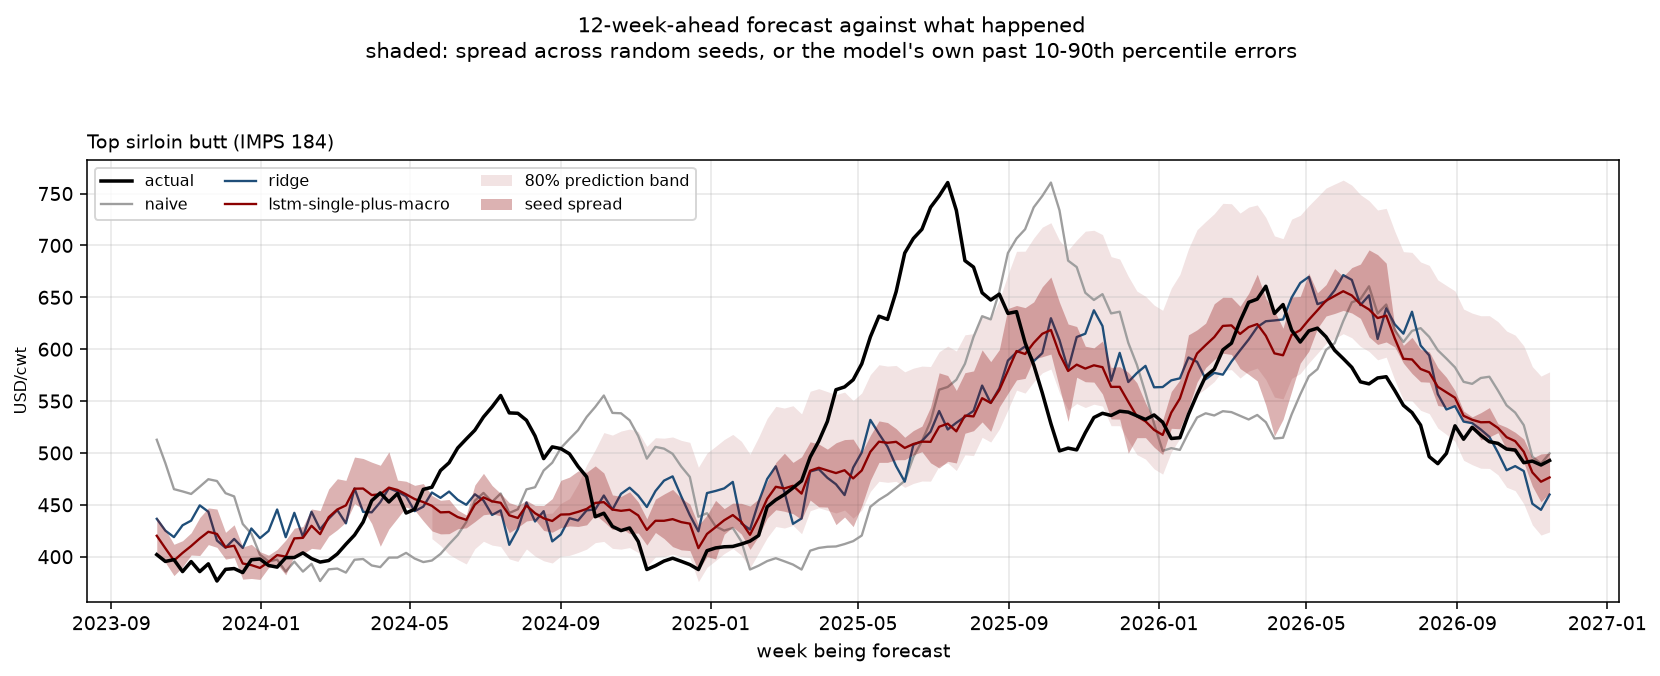 12-week-ahead forecast against what happened
shaded: spread across random seeds, or the model's own past 10-90th percentile errors
Top sirloin butt (IMPS 184)
actual
naive
ridge
lstm-single-plus-macro
80% prediction band
seed spread
USD/cwt
750
700
650
600
550
500
450
400
2023-09 2024-01 2024-05 2024-09 2025-01 2025-05 2025-09 2026-01 2026-05 2026-09 2027-01
week being forecast